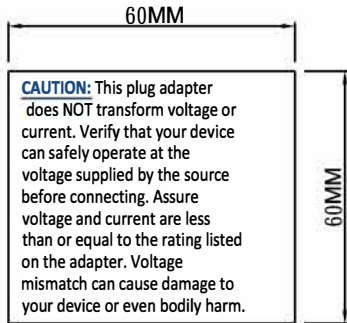 60MM
CAUTION: This plug adapter
does NOT transform voltage or
current. Verify that your device
can safely operate at the
voltage supplied by the source
before connecting. Assure
voltage and current are less
than or equal to the rating listed
on the adapter. Voltage
mismatch can cause damage to
your device or even bodily harm.
60MM